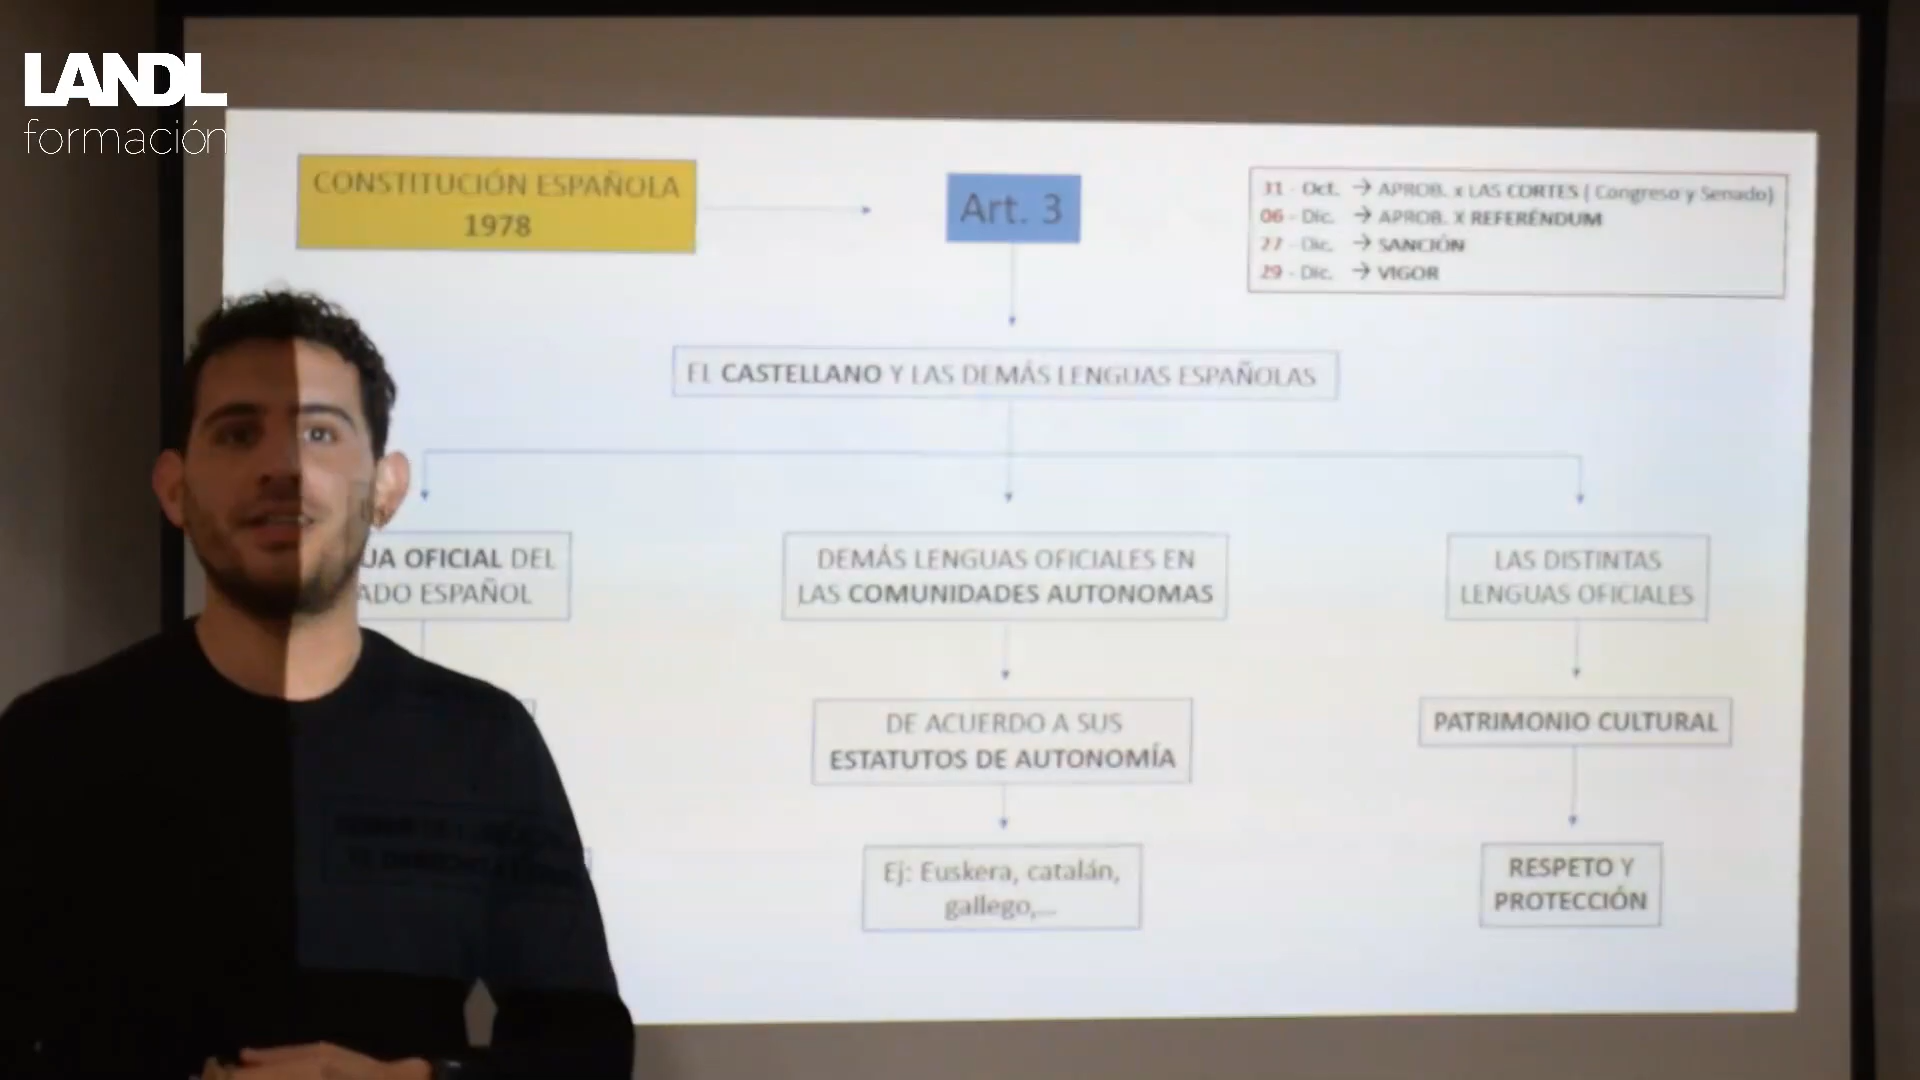 LANDL
formación
CONSTITUCIÓN ESPAÑOLA
1978
Art. 3
31 - Oct. → APROB. x LAS CORTES ( Congreso y Senado)
06 - Dic. → APROB. X REFERÉNDUM
27 - Dic. → SANCIÓN
29 - Dic. → VIGOR
EL CASTELLANO Y LAS DEMÁS LENGUAS ESPAÑOLAS
UA OFICIAL DEL
ADO ESPAÑOL
DEMÁS LENGUAS OFICIALES EN
LAS COMUNIDADES AUTONOMAS
LAS DISTINTAS
LENGUAS OFICIALES
DE ACUERDO A SUS
ESTATUTOS DE AUTONOMÍA
PATRIMONIO CULTURAL
Ej: Euskera, catalán,
gallego,...
RESPETO Y
PROTECCIÓN